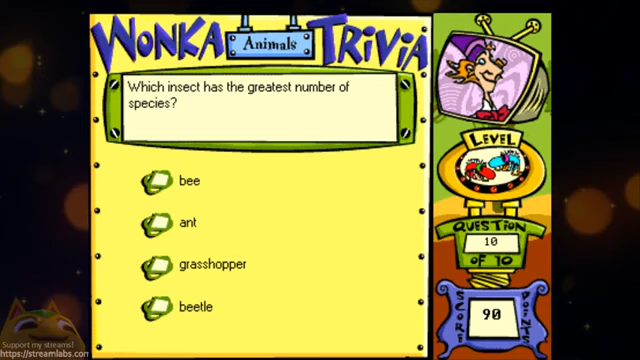 WONKA TRIVIA
Animals
Which insect has the greatest number of
species?
bee
ant
grasshopper
beetle
LEVEL
QUESTION
10
OF 10
SCORE
90
POINTS
Support my streams!
https://streamlabs.com